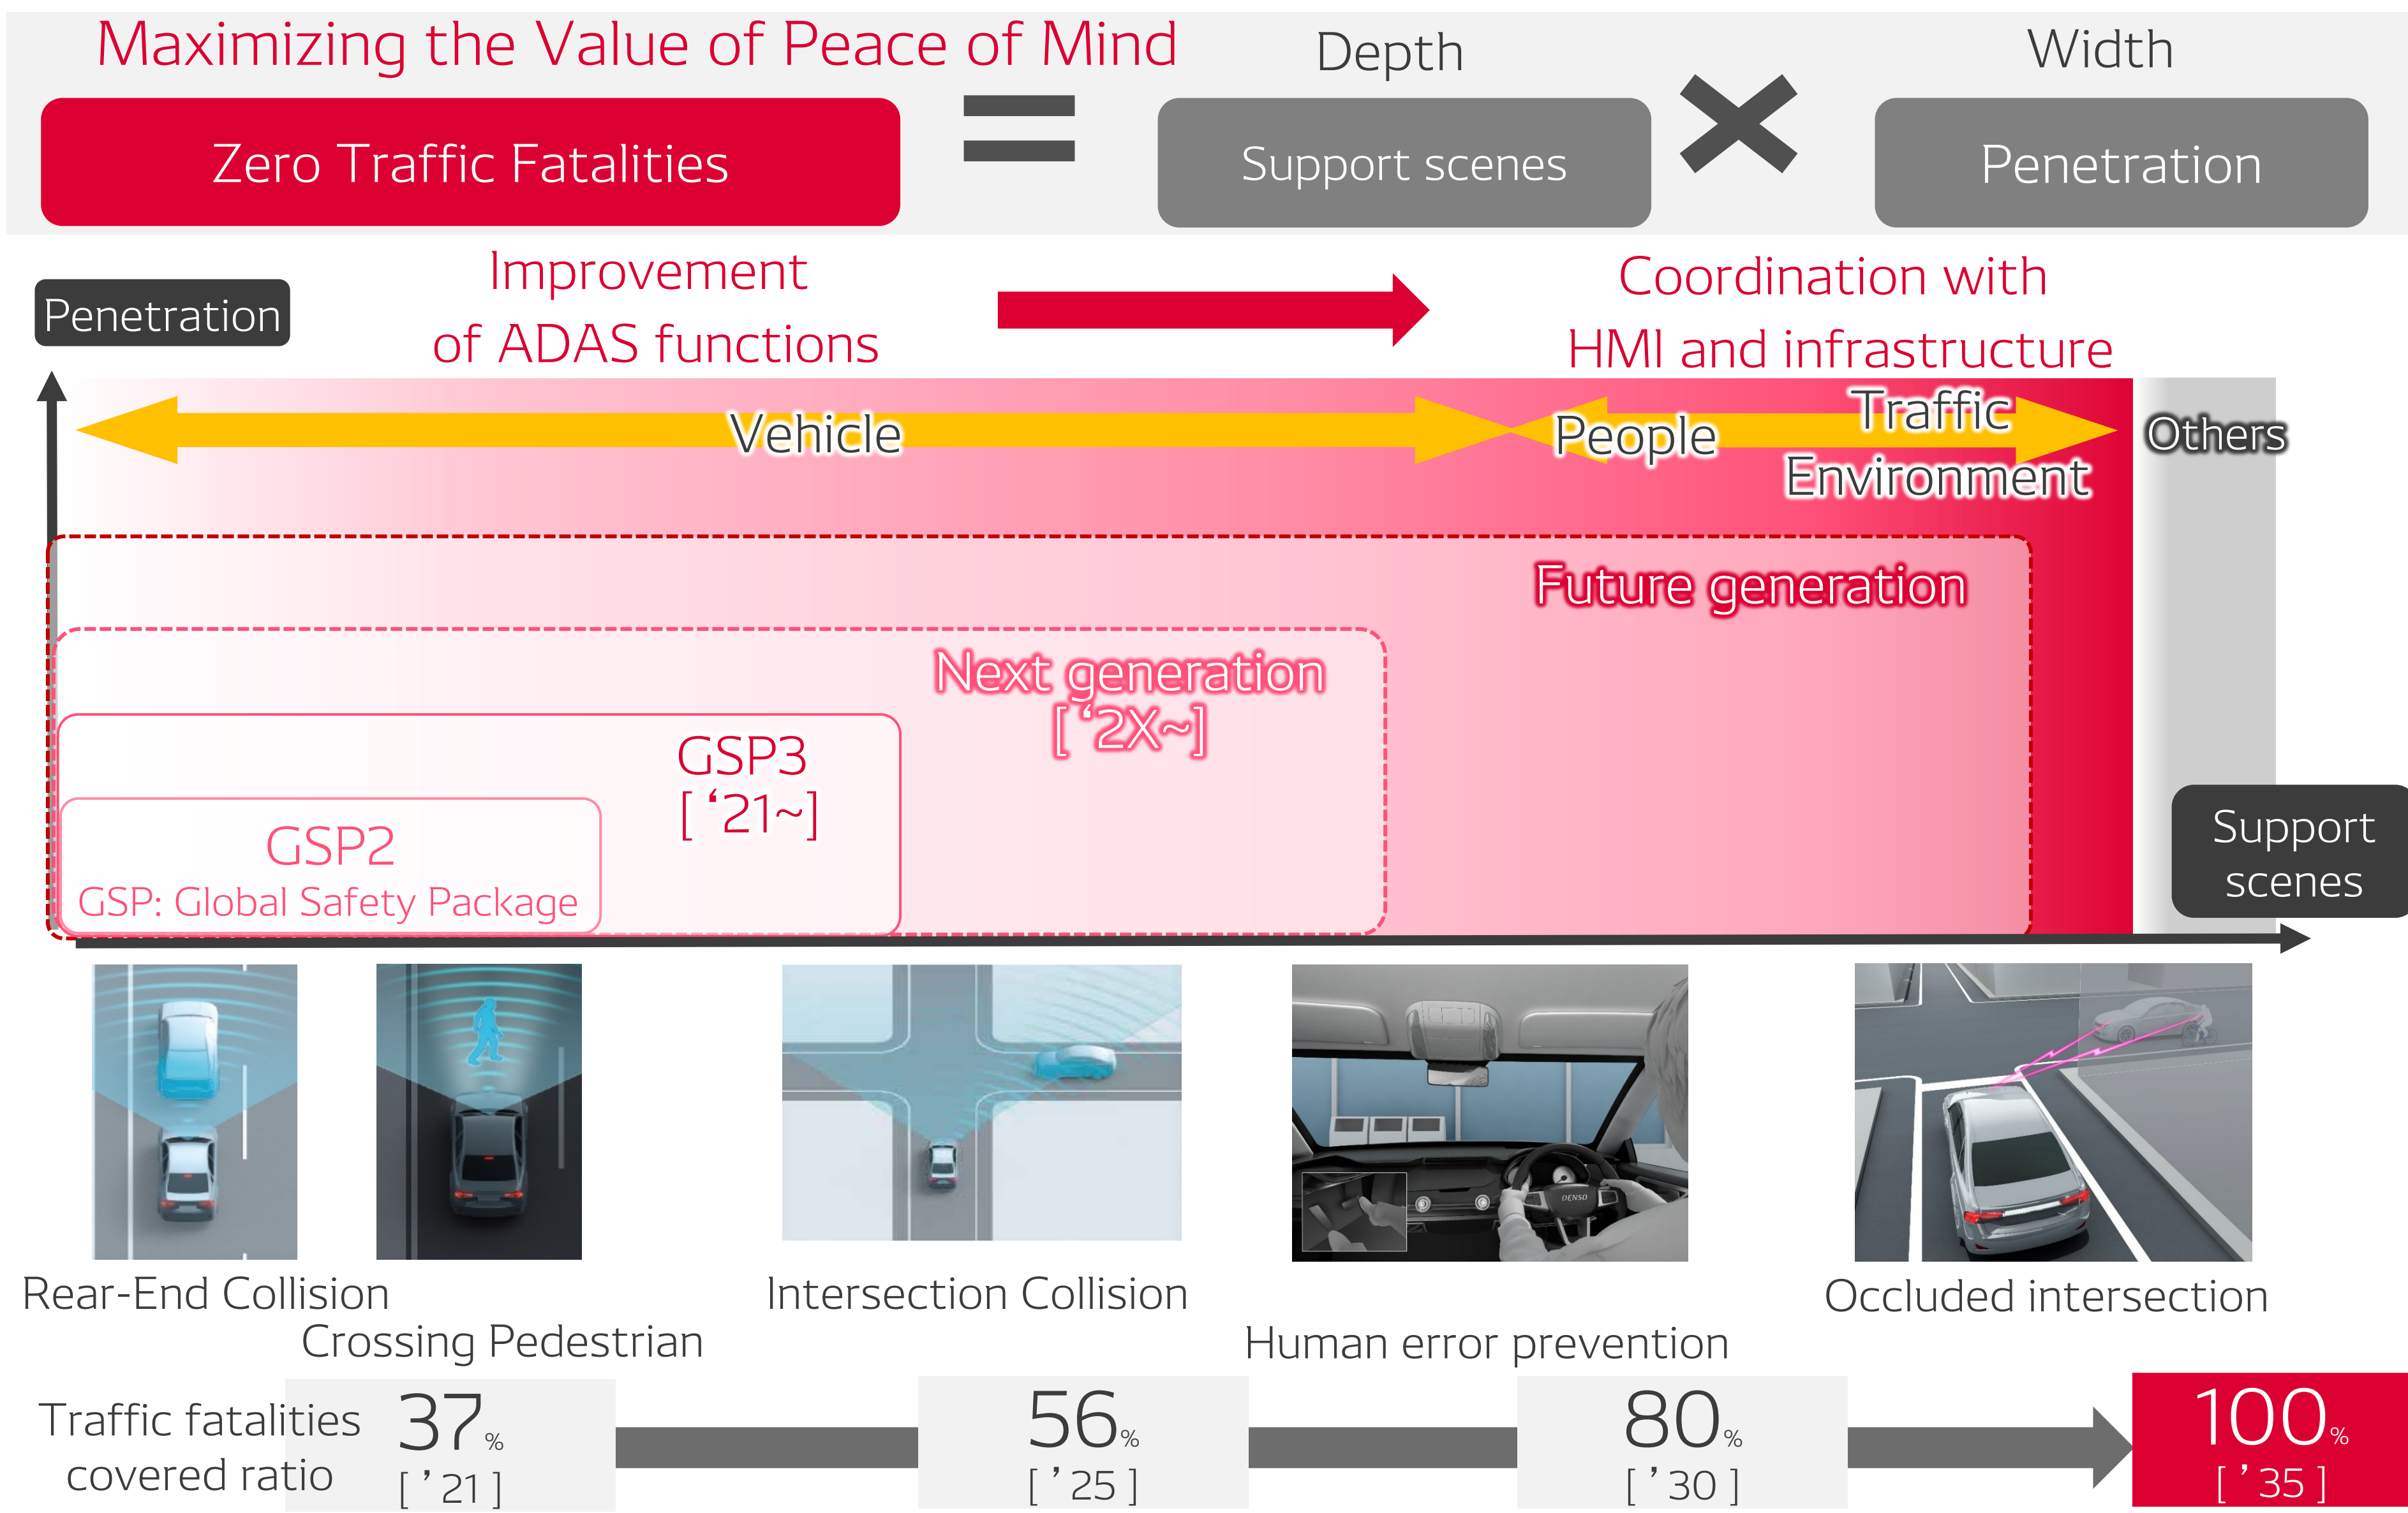 Maximizing the Value of Peace of Mind
Depth
Width
Zero Traffic Fatalities
=
Support scenes
×
Penetration
Penetration
Improvement
of ADAS functions
Coordination with
HMI and infrastructure
Vehicle
People
Traffic
Environment
Others
Future generation
Next generation
[ ‘2X~]
GSP3
[ ‘21~]
GSP2
GSP: Global Safety Package
Support
scenes
DENSO
Rear-End Collision
Crossing Pedestrian
Intersection Collision
Human error prevention
Occluded intersection
Traffic fatalities
covered ratio
37%
[ ’21 ]
56%
[ ’25 ]
80%
[ ’30 ]
100%
[ ’35 ]